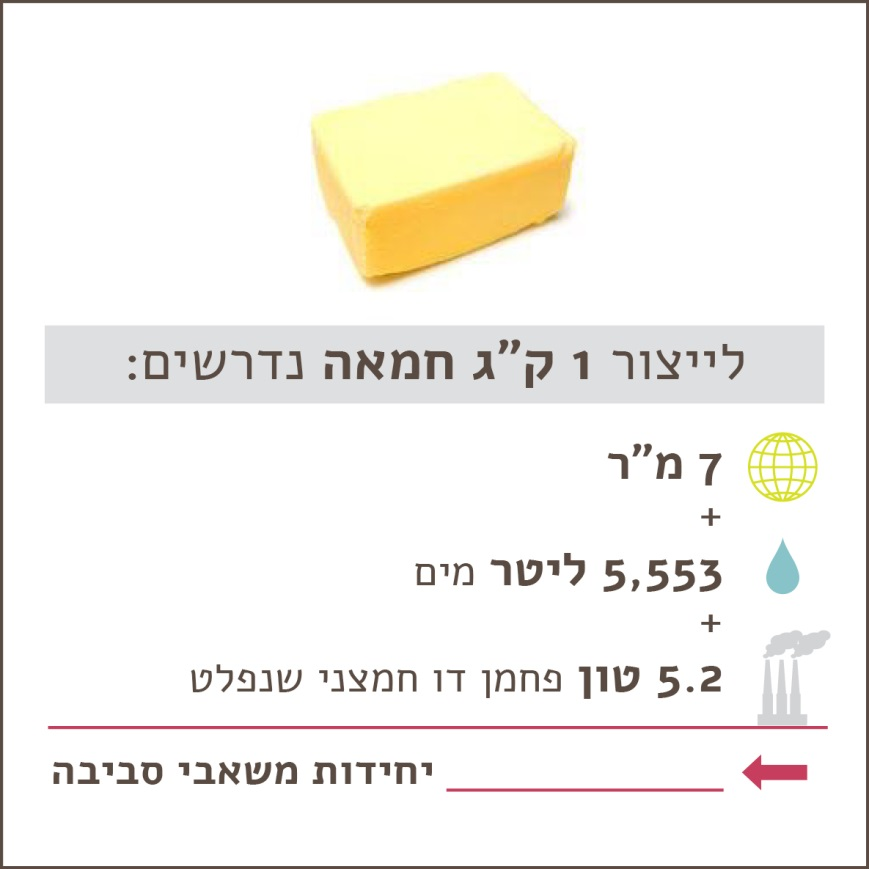 לייצור 1 ק"ג חמאה נדרשים:
7 מ"ר
+
5,553 ליטר מים
+
5.2 טון פחמן דו חמצני שנפלט
_______________ יחידות משאבי סביבה